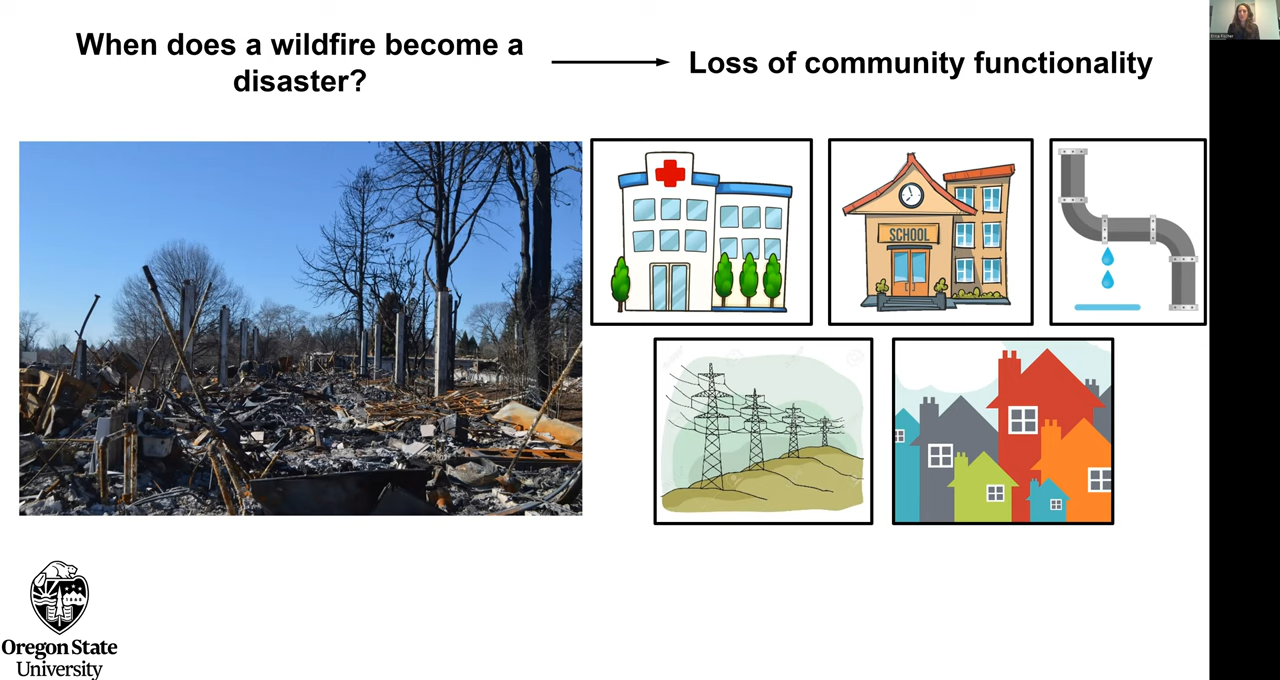 When does a wildfire become a
disaster?
Loss of community functionality
SCHOOL
Oregon State
University